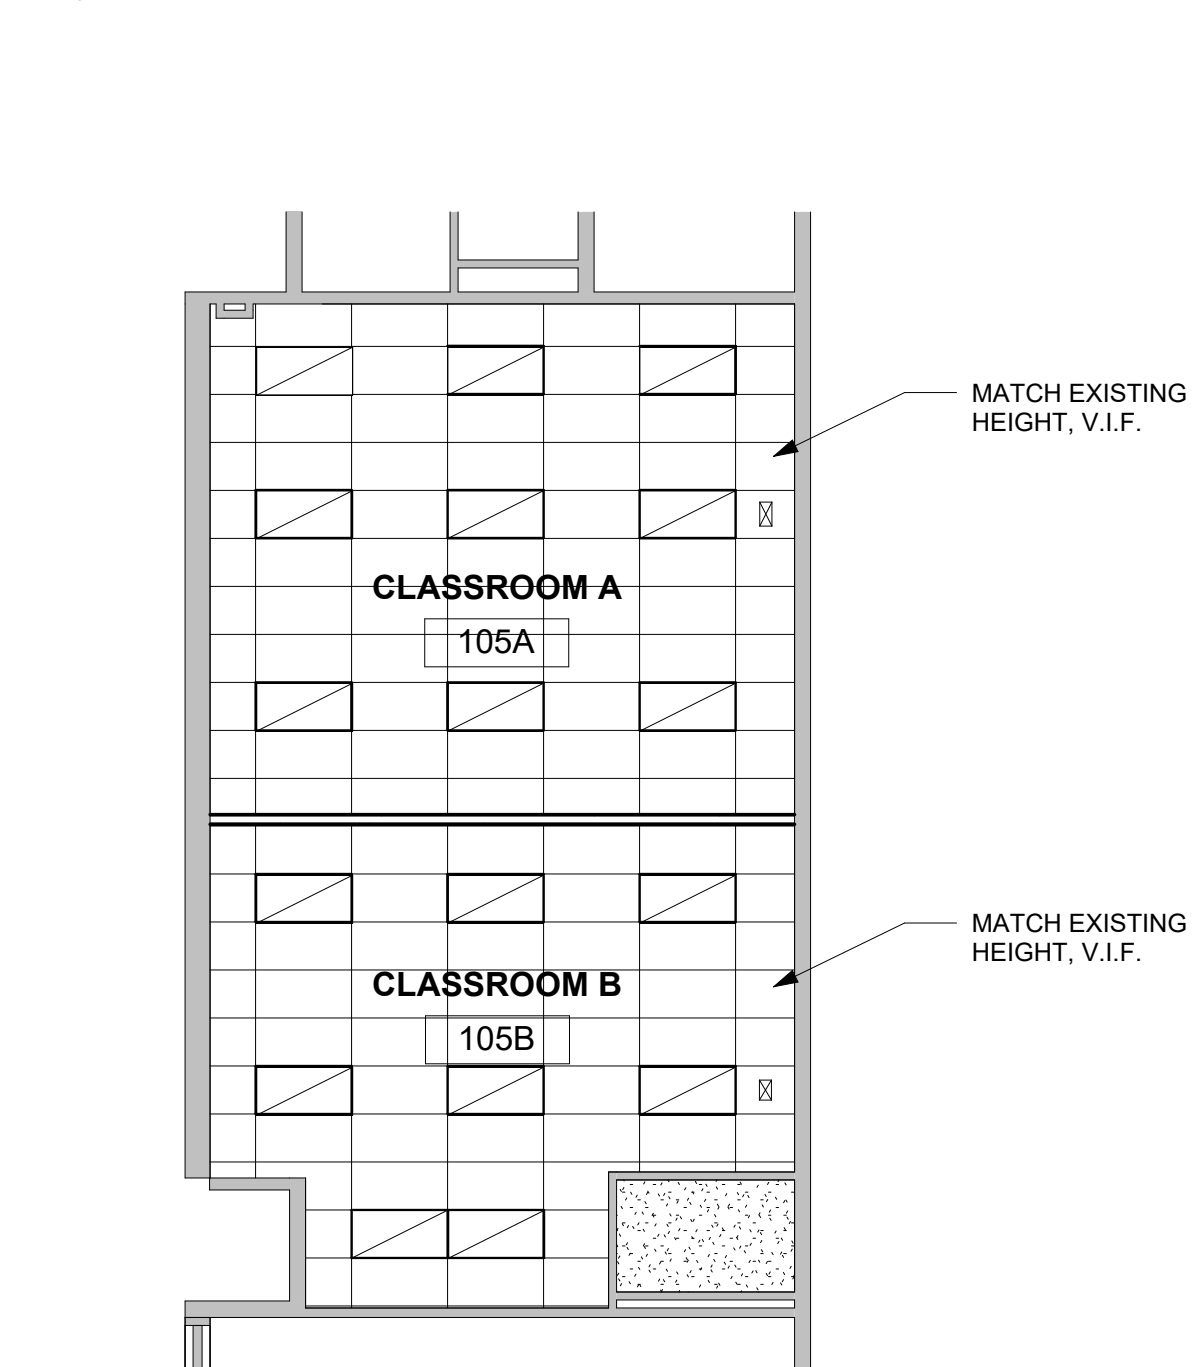 MATCH EXISTING
HEIGHT, V.I.F.
CLASSROOM A
105A
MATCH EXISTING
HEIGHT, V.I.F.
CLASSROOM B
105B